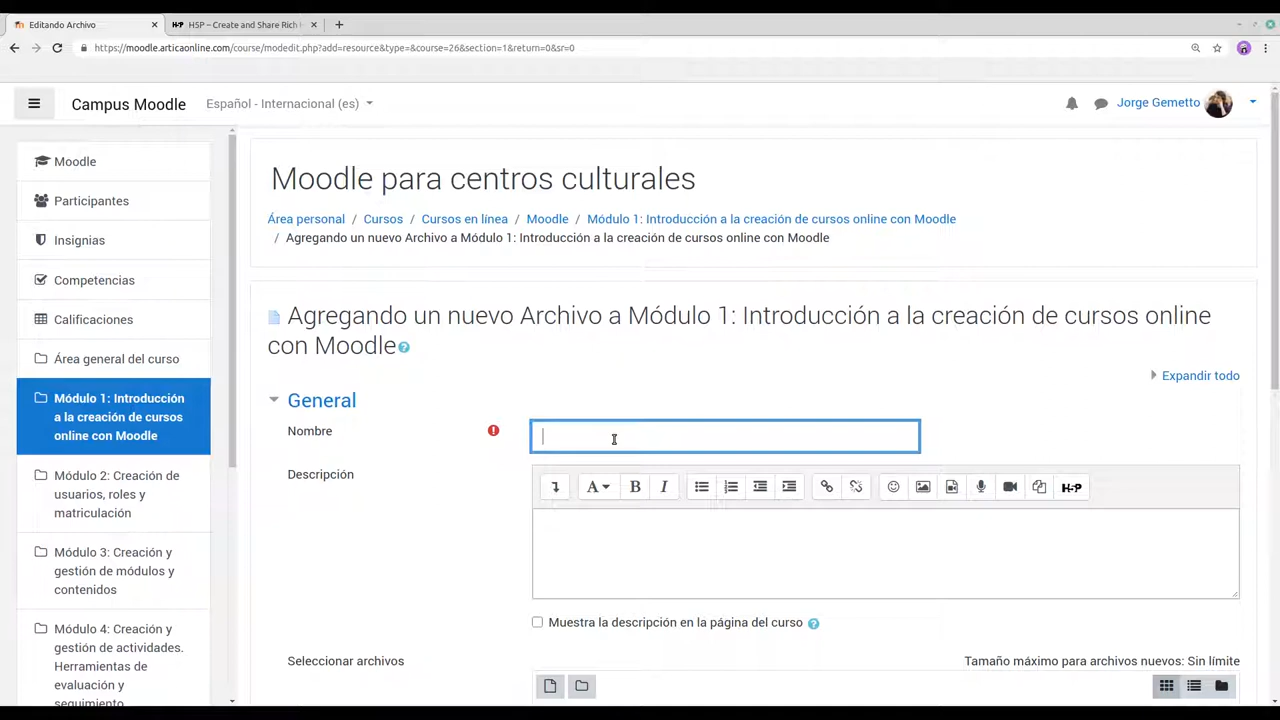 Editando Archivo
H5P – Create and Share Rich
https://moodle.articaonline.com/course/modedit.php?add=resource&type=&course=26&section=1&return=0&sr=0
Campus Moodle
Español - Internacional (es)
Jorge Gemetto
Moodle
Participantes
Insignias
Competencias
Calificaciones
Área general del curso
Módulo 1: Introducción
a la creación de cursos
online con Moodle
Módulo 2: Creación de
usuarios, roles y
matriculación
Módulo 3: Creación y
gestión de módulos y
contenidos
Módulo 4: Creación y
gestión de actividades.
Herramientas de
evaluación y
seguimiento
Moodle para centros culturales
Área personal / Cursos / Cursos en línea / Moodle / Módulo 1: Introducción a la creación de cursos online con Moodle
/ Agregando un nuevo Archivo a Módulo 1: Introducción a la creación de cursos online con Moodle
Agregando un nuevo Archivo a Módulo 1: Introducción a la creación de cursos online
con Moodle
Expandir todo
General
Nombre
Descripción
A B I H-P
Muestra la descripción en la página del curso
Seleccionar archivos
Tamaño máximo para archivos nuevos: Sin límite